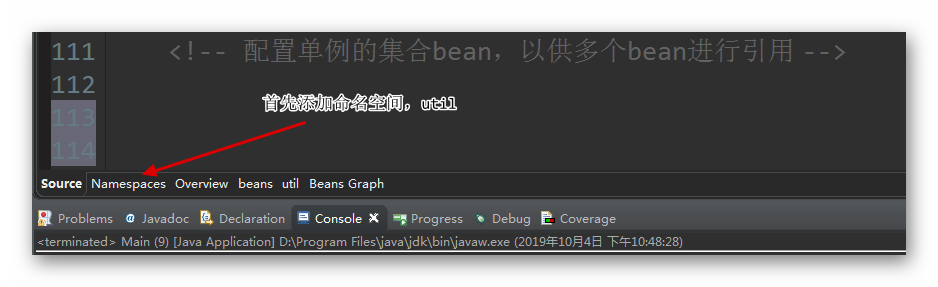 111 <!-- 配置单例的集合bean，以供多个bean进行引用 -->
112
首先添加命名空间，util
113
114
Source Namespaces Overview beans util Beans Graph
Problems @ Javadoc Declaration Console Progress Debug Coverage
<terminated> Main (9) [Java Application] D:\Program Files\java\jdk\bin\javaw.exe (2019年10月4日 下午10:48:28)